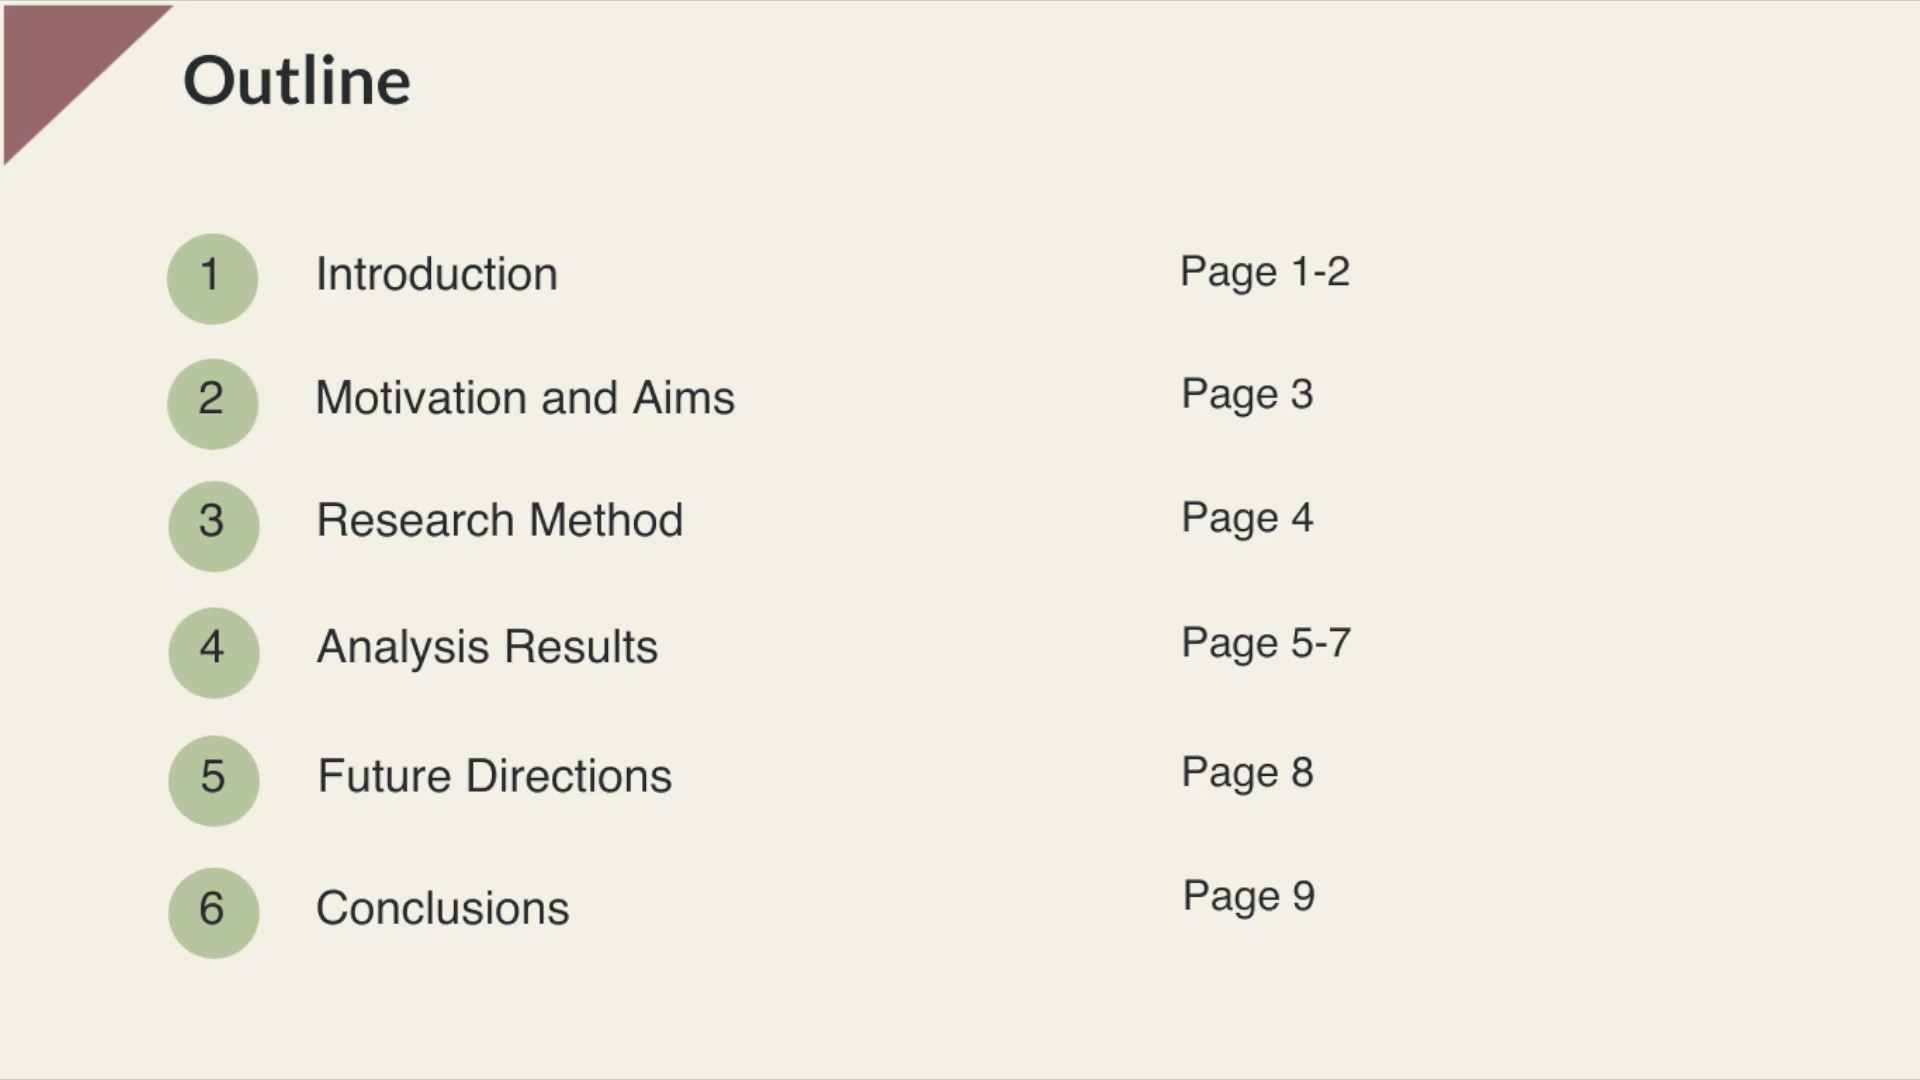 Outline
1 Introduction Page 1-2
2 Motivation and Aims Page 3
3 Research Method Page 4
4 Analysis Results Page 5-7
5 Future Directions Page 8
6 Conclusions Page 9